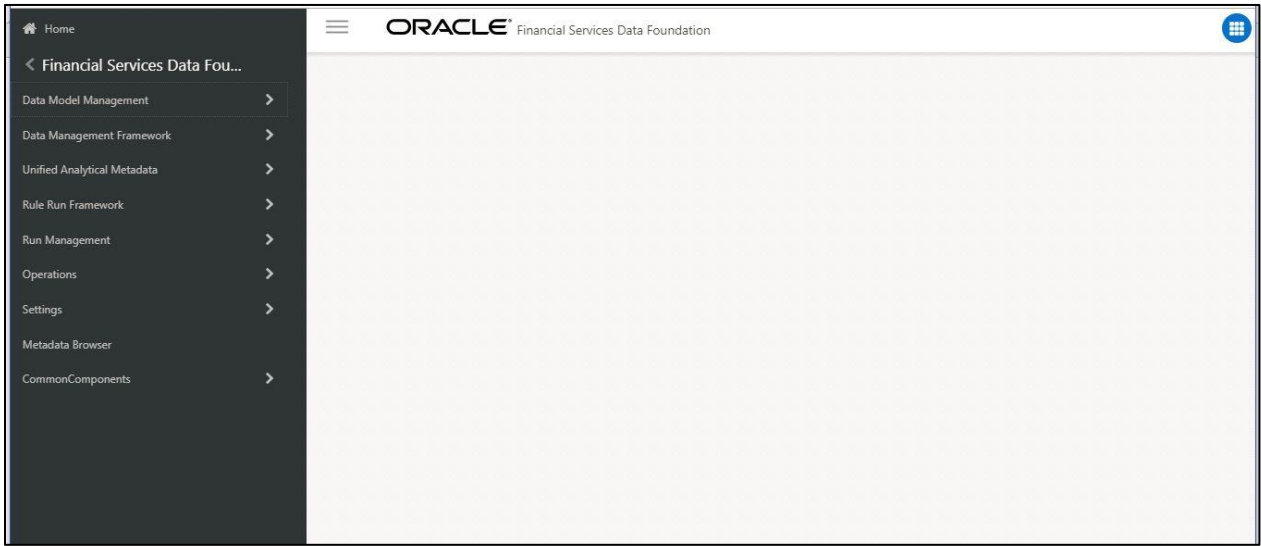 Home
ORACLE® Financial Services Data Foundation
Financial Services Data Fou...
Data Model Management
Data Management Framework
Unified Analytical Metadata
Rule Run Framework
Run Management
Operations
Settings
Metadata Browser
CommonComponents